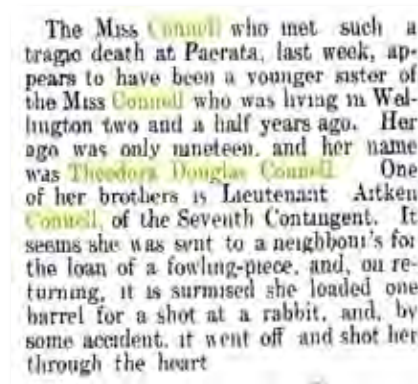 The Miss Connell who met such a
tragic death at Paerata, last week, ap-
pears to have been a younger sister of
the Miss Connell who was living in Wel-
lington two and a half years ago. Her
age was only nineteen, and her name
was Theodora Douglas Connell. One
of her brothers is Lieutenant Aitken
Connell, of the Seventh Contingent. It
seems she was sent to a neighbour's for
the loan of a fowling-piece, and, on re-
turning, it is surmised she loaded one
barrel for a shot at a rabbit, and, by
some accident, it went off and shot her
through the heart